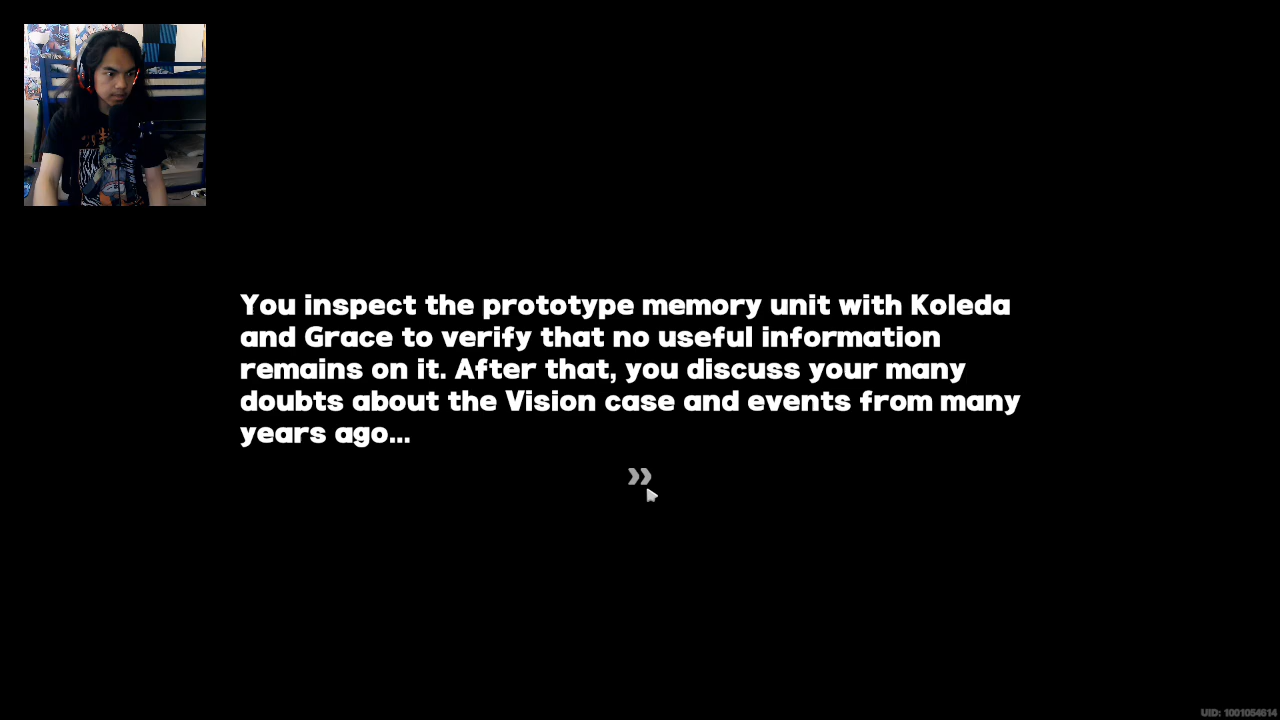 You inspect the prototype memory unit with Koleda
and Grace to verify that no useful information
remains on it. After that, you discuss your many
doubts about the Vision case and events from many
years ago...
UID: 1001054614